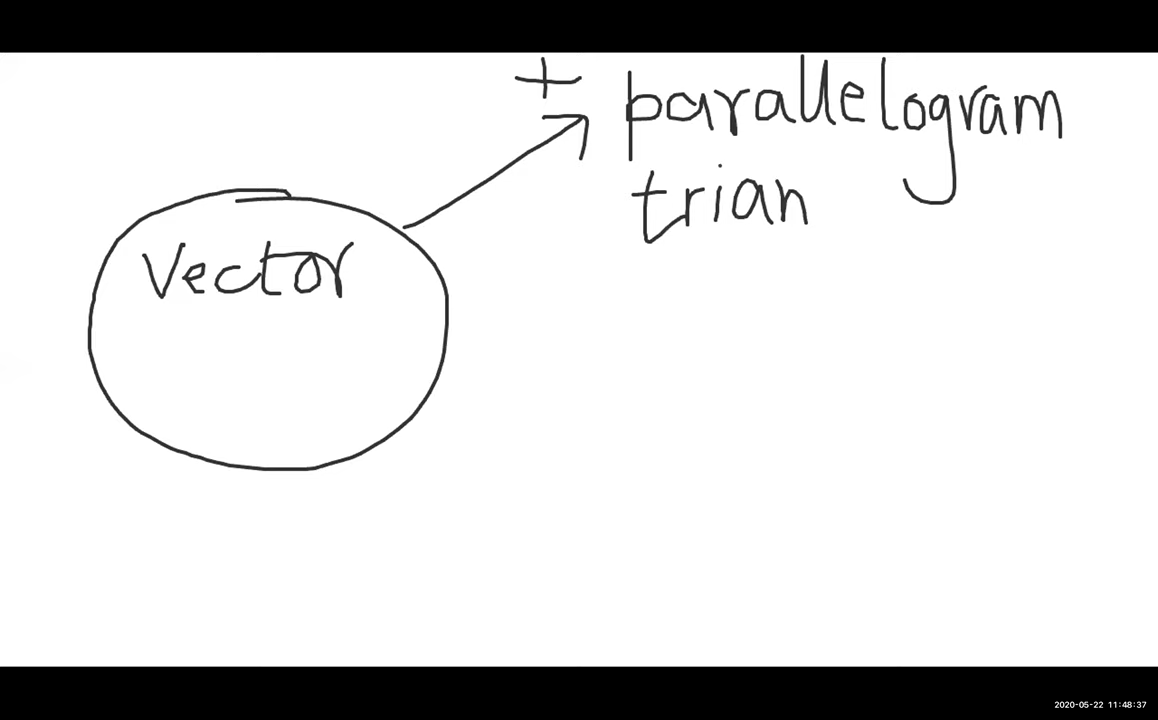 +
parallelogram
trian
Vector
2020-05-22 11:48:37